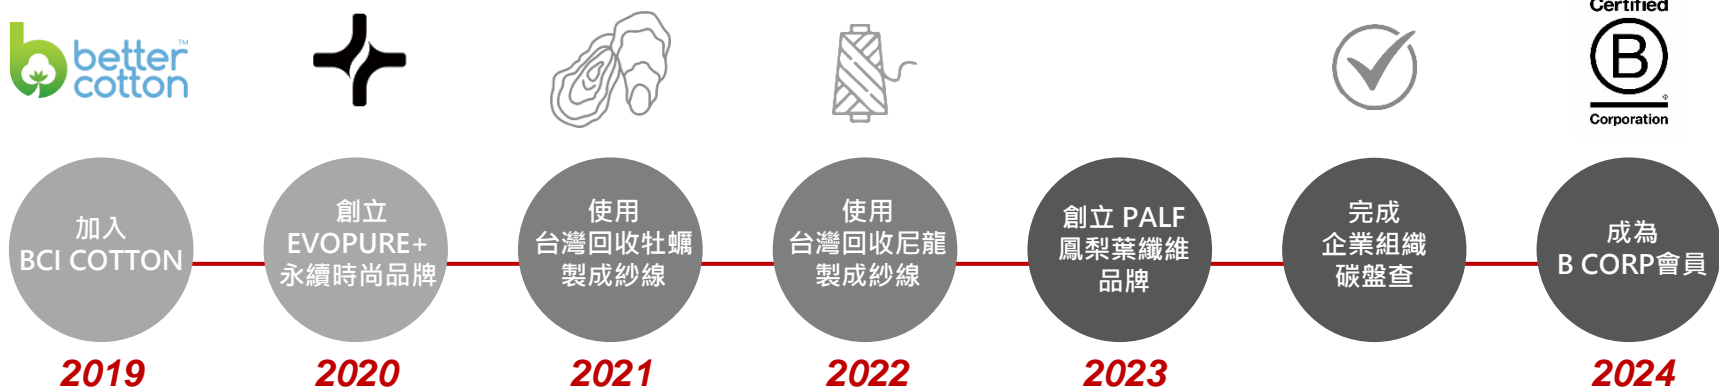 better™
cotton
Certified
B
®
Corporation
加入
BCI COTTON
創立
EVOPURE+
永續時尚品牌
使用
台灣回收牡蠣
製成紗線
使用
台灣回收尼龍
製成紗線
創立 PALF
鳳梨葉纖維
品牌
完成
企業組織
碳盤查
成為
B CORP會員
2019
2020
2021
2022
2023
2024